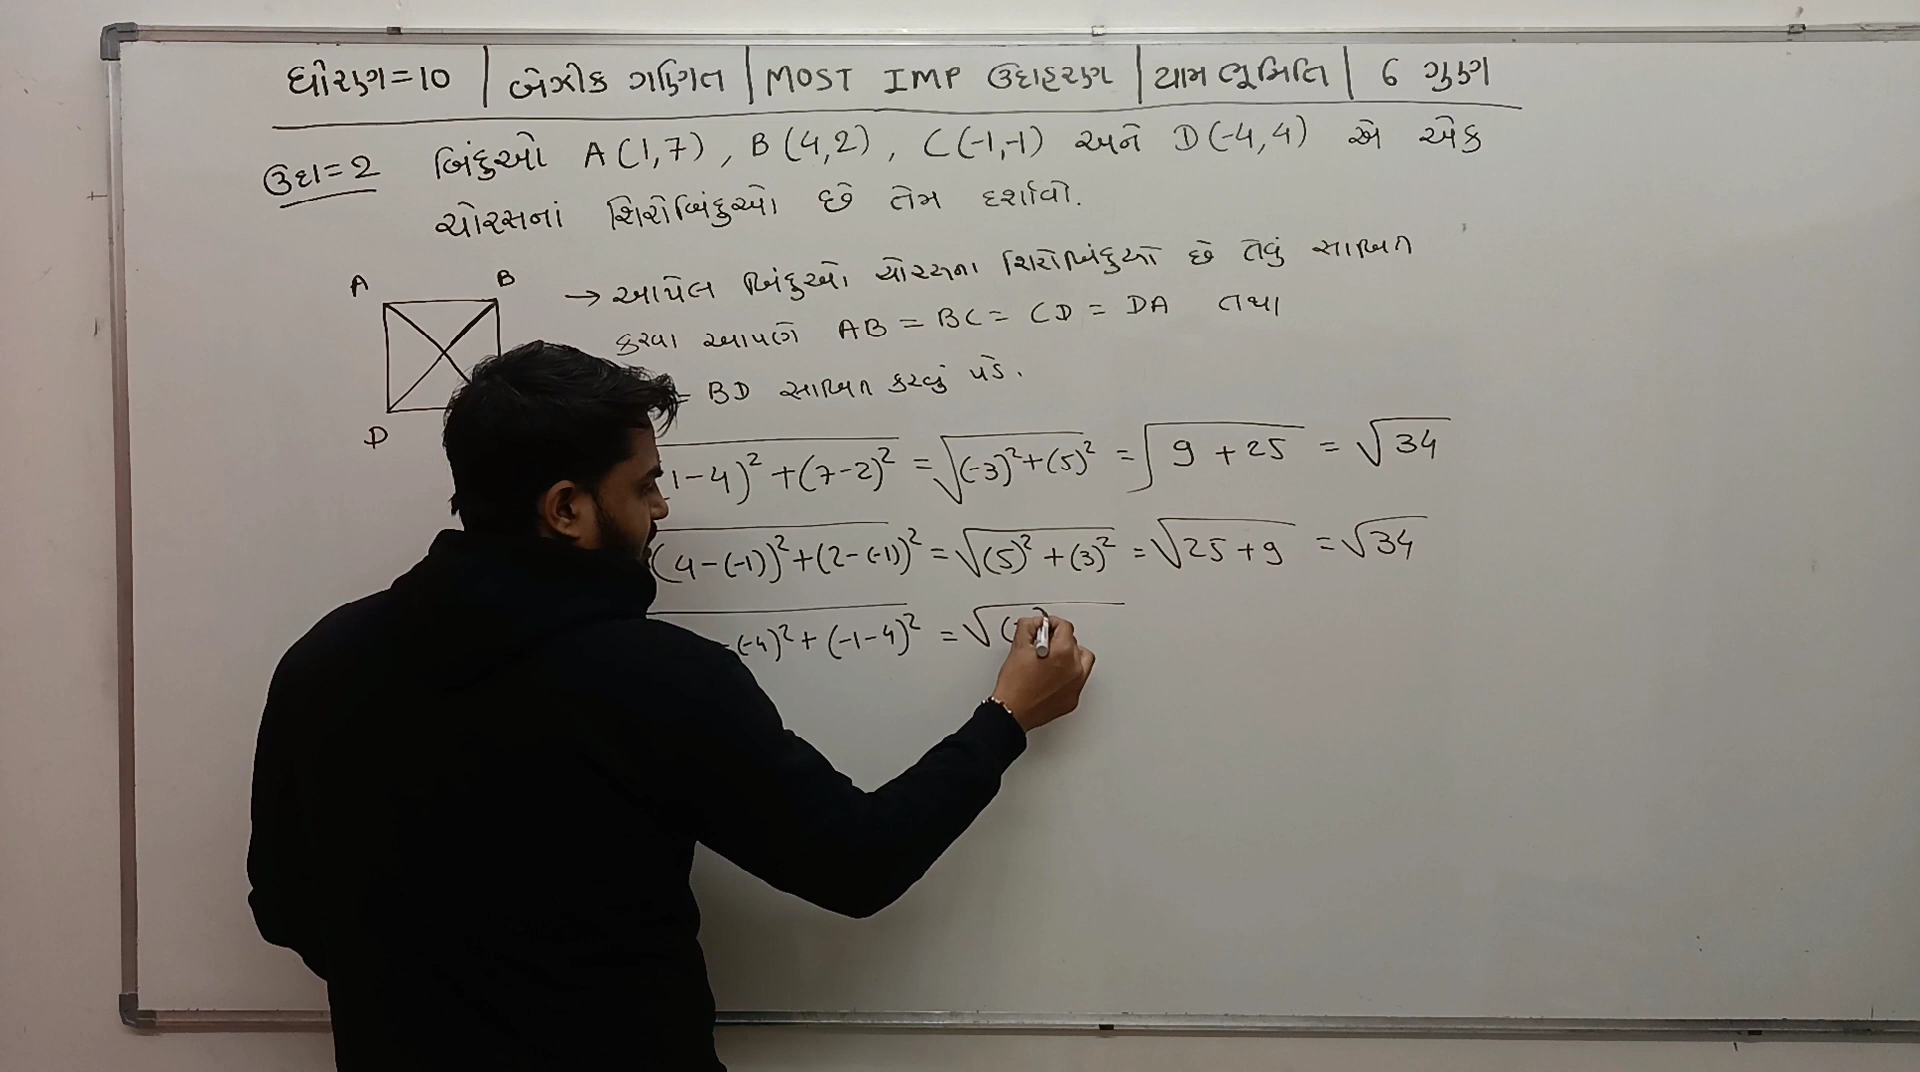 ધોરણ=10 | બેઝીક ગણિત | MOST IMP ઉદાહરણ | યામ ભૂમિતિ | 6 ગુણ
ઉદા=2 બિંદુઓ A(1,7), B(4,2), C(-1,-1) અને D(-4,4) એ એક
ચોરસનાં શિરોબિંદુઓ છે તેમ દર્શાવો.
A B
D
→ આપેલ બિંદુઓ ચોરસના શિરોબિંદુઓ છે તેવું સાબિત
કરવા આપણે AB = BC = CD = DA તથા
= BD સાબિત કરવું પડે.
1-4)²+(7-2)² = √(-3)²+(5)² = √9+25 = √34
(4-(-1))²+(2-(-1))² = √(5)²+(3)² = √25+9 = √34
-(-4)²+(-1-4)² = √(